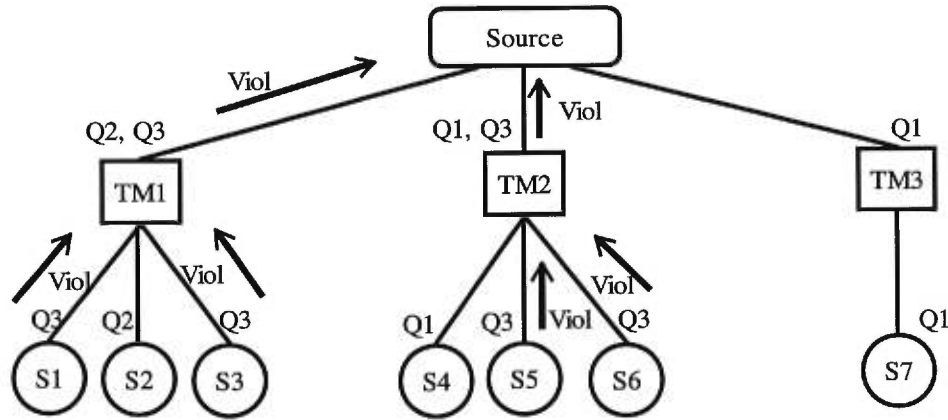 Source
Viol
Viol
Q2, Q3
Q1, Q3
Q1
TM1
TM2
TM3
Viol
Viol
Viol
Viol
Q3
Q2
Q3
Q1
Q3
Q3
Q1
S1
S2
S3
S4
S5
S6
S7